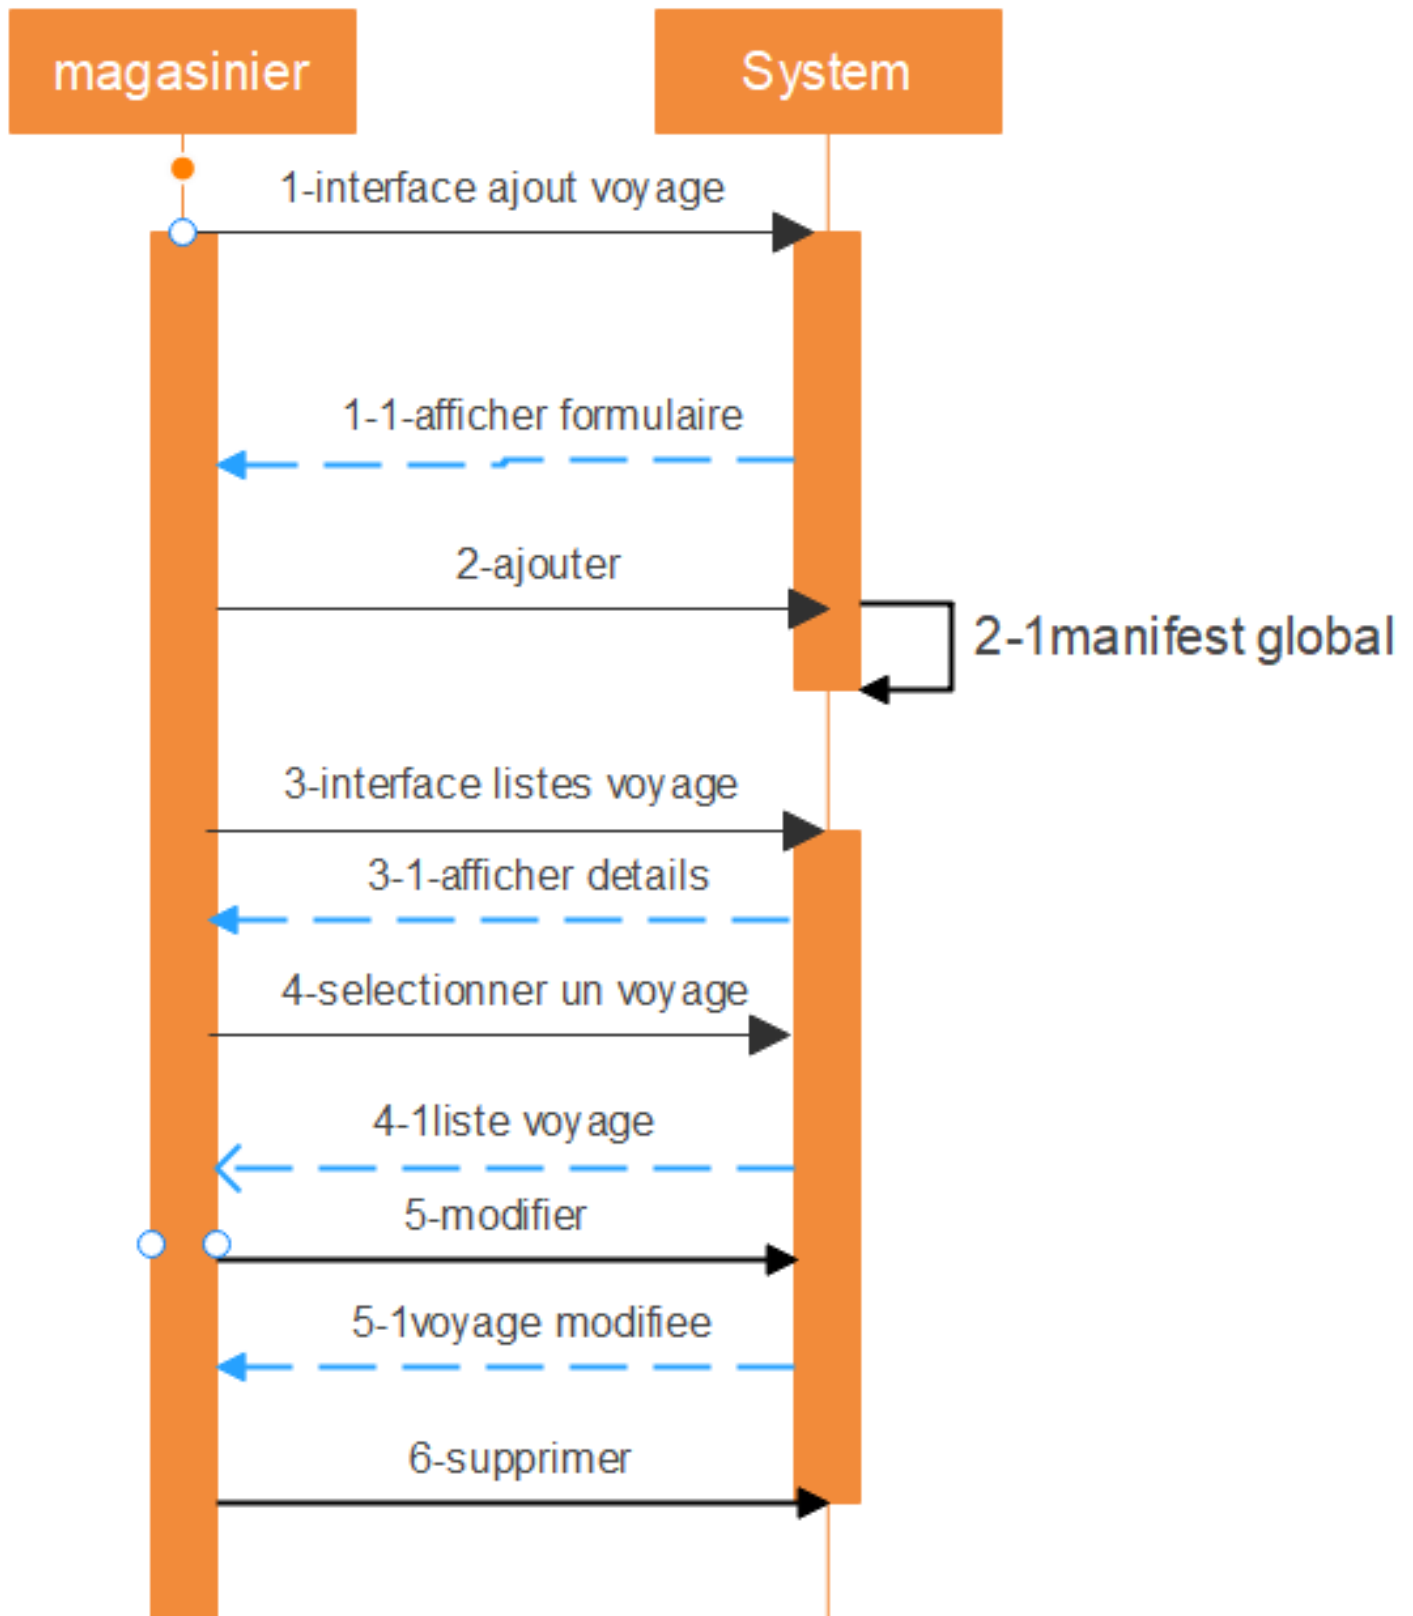 magasinier
System
1-interface ajout voyage
1-1-afficher formulaire
2-ajouter
2-1manifest global
3-interface listes voyage
3-1-afficher details
4-selectionner un voyage
4-1liste voyage
5-modifier
5-1voyage modifiee
6-supprimer